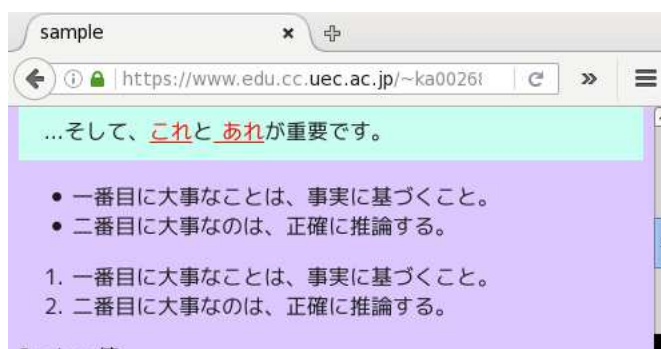 sample
https://www.edu.cc.uec.ac.jp/~ka00268
...そして、これと あれが重要です。
• 一番目に大事なことは、事実に基づくこと。
• 二番目に大事なのは、正確に推論する。
1. 一番目に大事なことは、事実に基づくこと。
2. 二番目に大事なのは、正確に推論する。